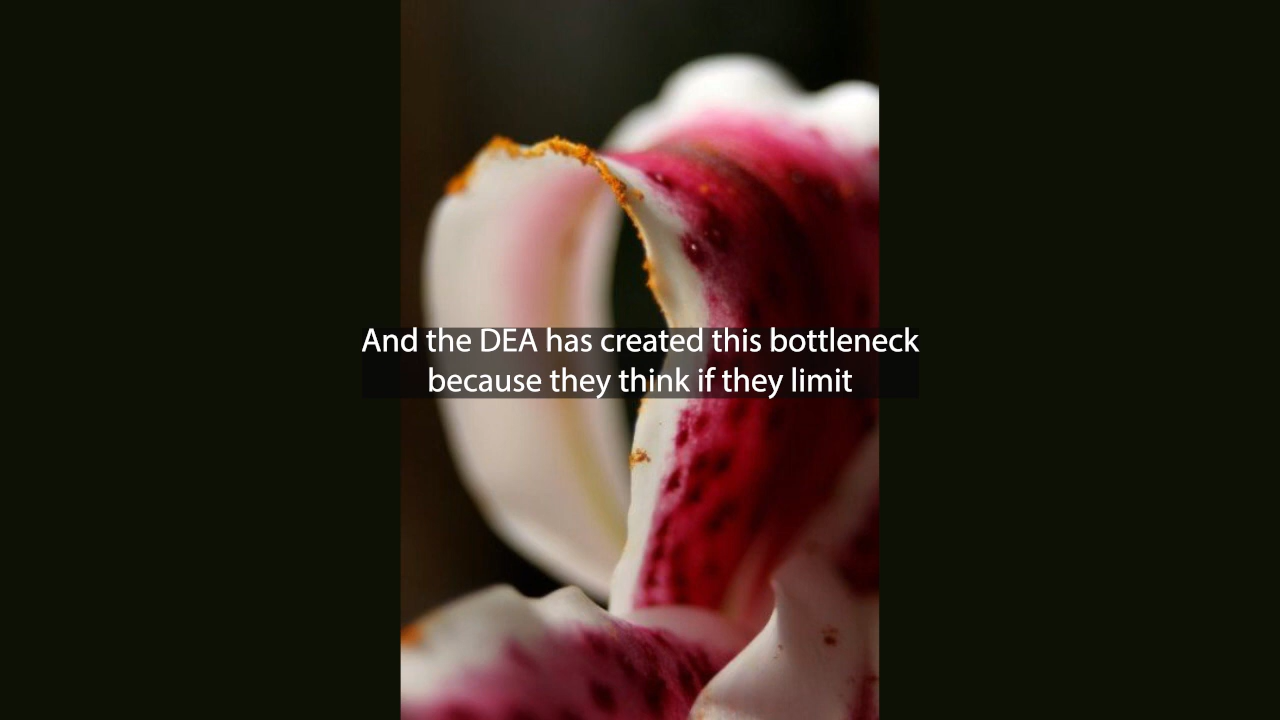 And the DEA has created this bottleneck
because they think if they limit